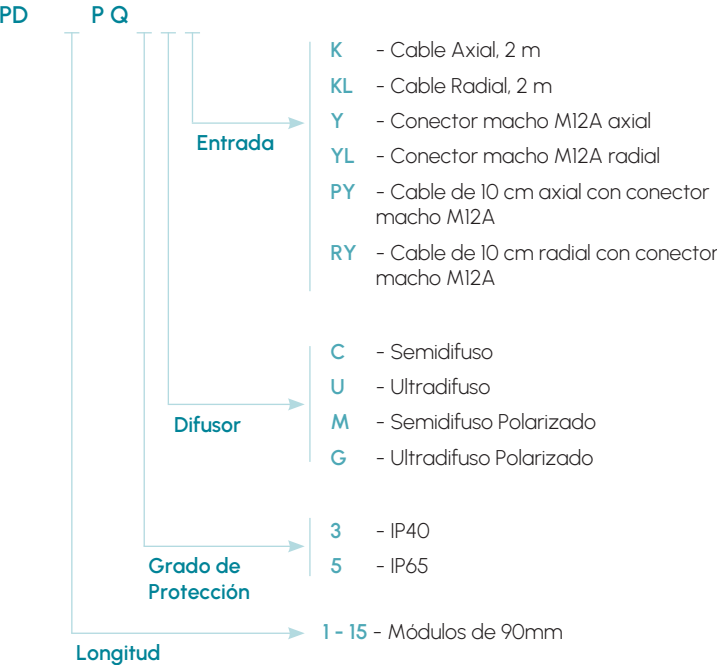 PD P Q
K - Cable Axial, 2 m
KL - Cable Radial, 2 m
Y - Conector macho M12A axial
Entrada
YL - Conector macho M12A radial
PY - Cable de 10 cm axial con conector
macho M12A
RY - Cable de 10 cm radial con conector
macho M12A
C - Semidifuso
U - Ultradifuso
Difusor
M - Semidifuso Polarizado
G - Ultradifuso Polarizado
3 - IP40
Grado de
Protección
5 - IP65
1 - 15 - Módulos de 90mm
Longitud